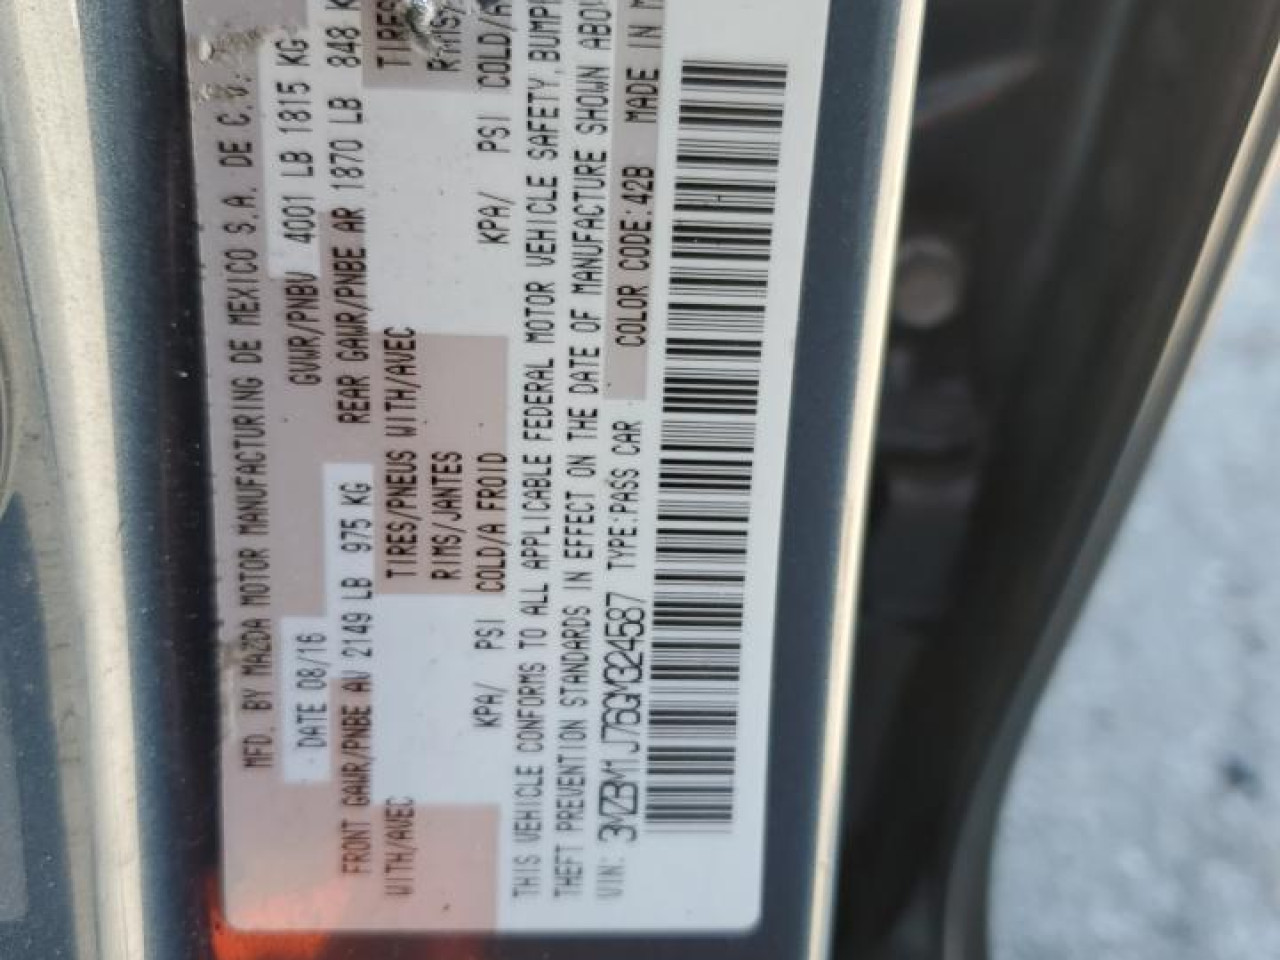 MFD. BY MAZDA MOTOR MANUFACTURING DE MEXICO S.A. DE C.V.
DATE 08/16 GVWR/PNBV 4001 LB 1815 KG
FRONT GAWR/PNBE AV 2149 LB 975 KG REAR GAWR/PNBE AR 1870 LB 848 K
WITH/AVEC TIRES/PNEUS WITH/AVEC TIRES
RIMS/JANTES RIMS
KPA/ PSI COLD/A FROID KPA/ PSI COLD/A
THIS VEHICLE CONFORMS TO ALL APPLICABLE FEDERAL MOTOR VEHICLE SAFETY, BUMP
THEFT PREVENTION STANDARDS IN EFFECT ON THE DATE OF MANUFACTURE SHOWN ABO
VIN: 3MZBM1J76GM324587 TYPE:PASS CAR COLOR CODE:42B MADE IN M